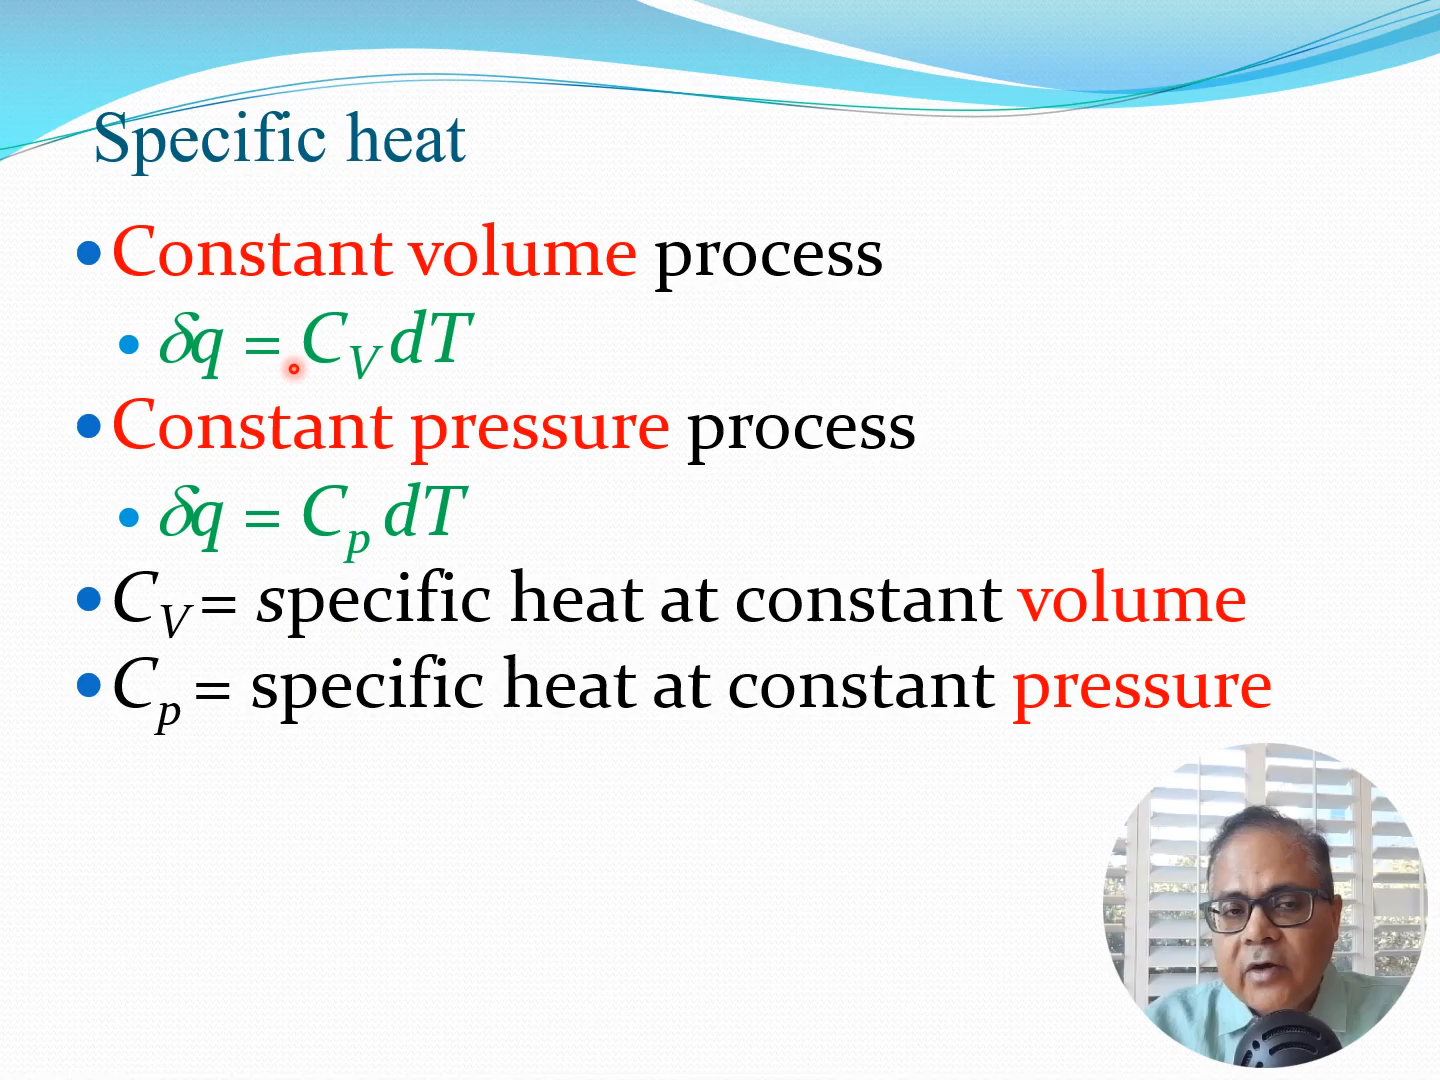 Specific heat
• Constant volume process
• δq = C_V dT
• Constant pressure process
• δq = C_p dT
• C_V = specific heat at constant volume
• C_p = specific heat at constant pressure